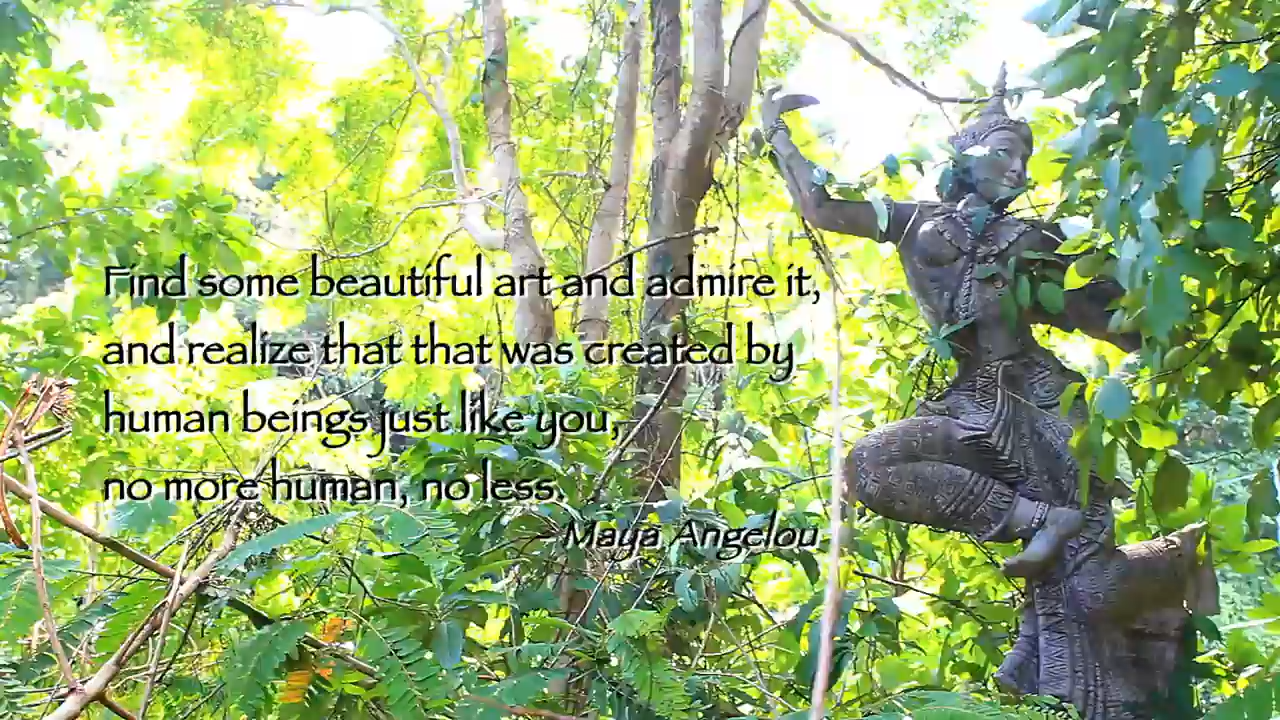 Find some beautiful art and admire it,
and realize that that was created by
human beings just like you,
no more human, no less.
- Maya Angelou